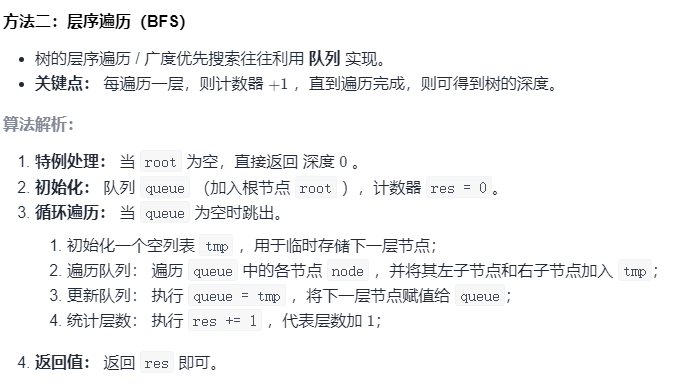 方法二：层序遍历（BFS）
• 树的层序遍历 / 广度优先搜索往往利用 队列 实现。
• 关键点： 每遍历一层，则计数器 +1 ，直到遍历完成，则可得到树的深度。
算法解析：
1. 特例处理： 当 root 为空，直接返回 深度 0 。
2. 初始化： 队列 queue （加入根节点 root ），计数器 res = 0 。
3. 循环遍历： 当 queue 为空时跳出。
1. 初始化一个空列表 tmp ，用于临时存储下一层节点；
2. 遍历队列： 遍历 queue 中的各节点 node ，并将其左子节点和右子节点加入 tmp ；
3. 更新队列： 执行 queue = tmp ，将下一层节点赋值给 queue ；
4. 统计层数： 执行 res += 1 ，代表层数加 1；
4. 返回值： 返回 res 即可。